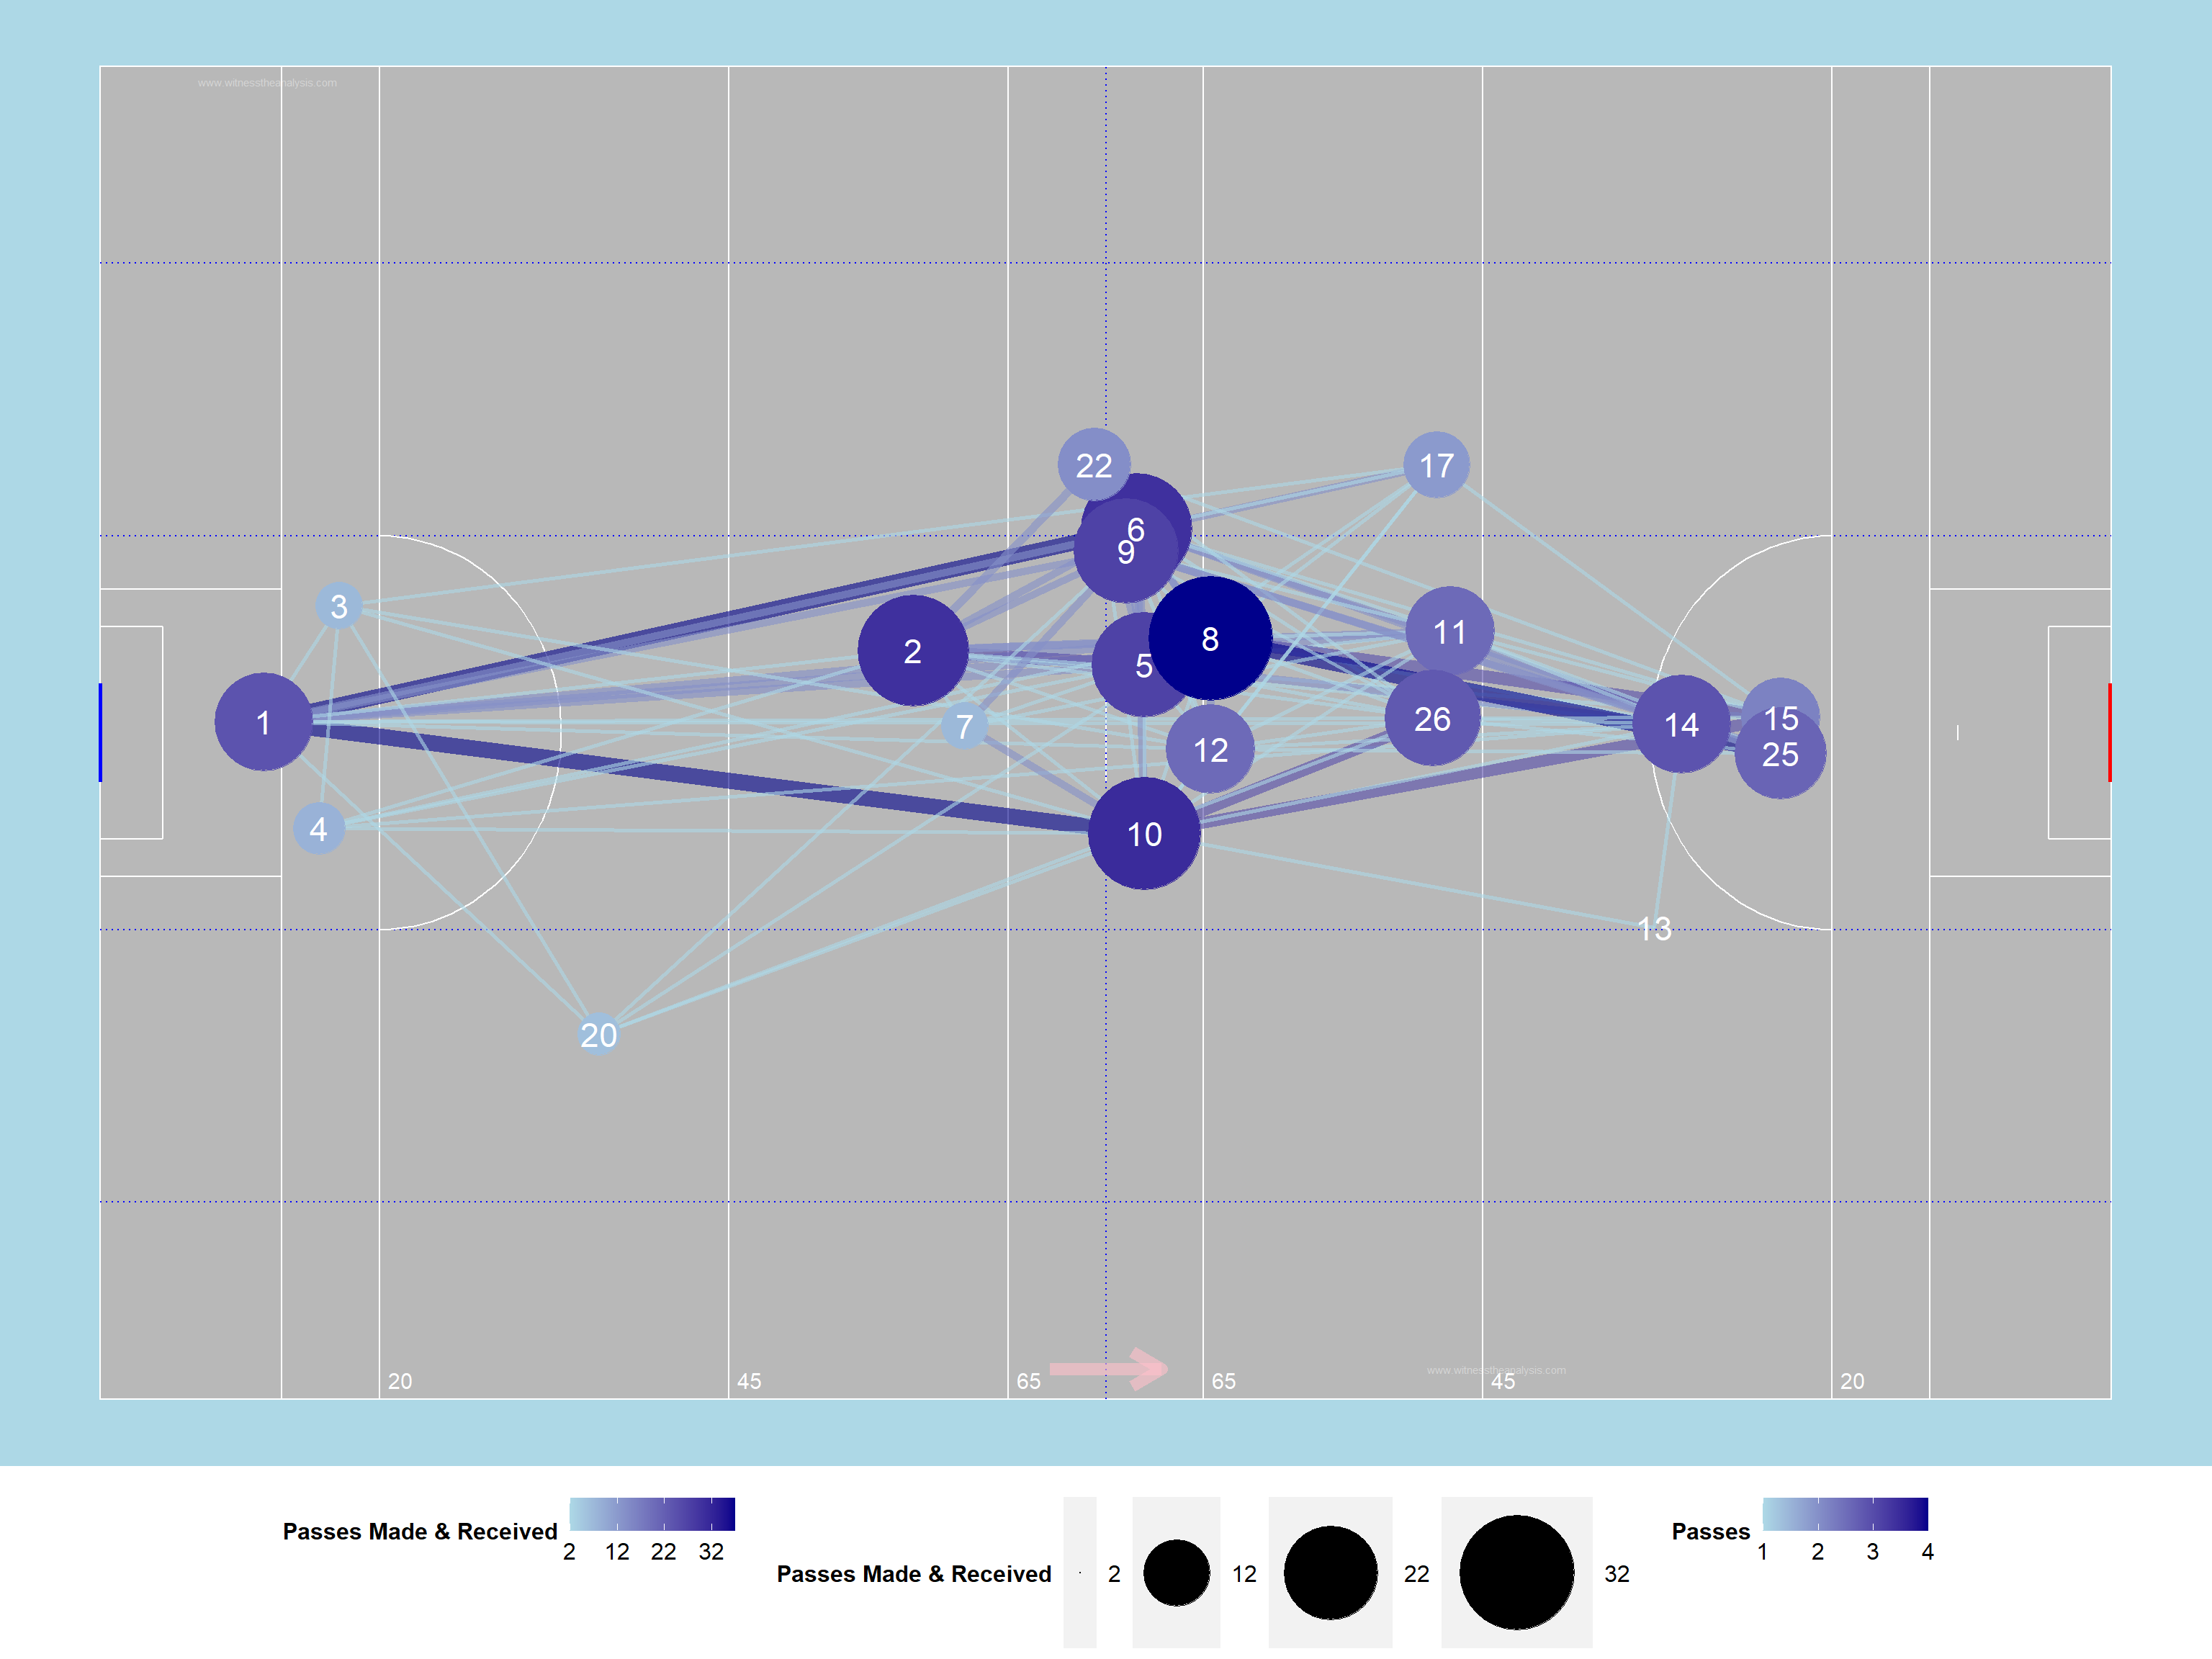 www.witnesstheanalysis.com
22
17
6
9
3
11
8
2
5
1
7
26
15
14
12
25
4
10
13
20
www.witnesstheanalysis.com
20 45 65 65 45 20
Passes Made & Received
2 12 22 32
Passes Made & Received 2 12 22 32
Passes
1 2 3 4